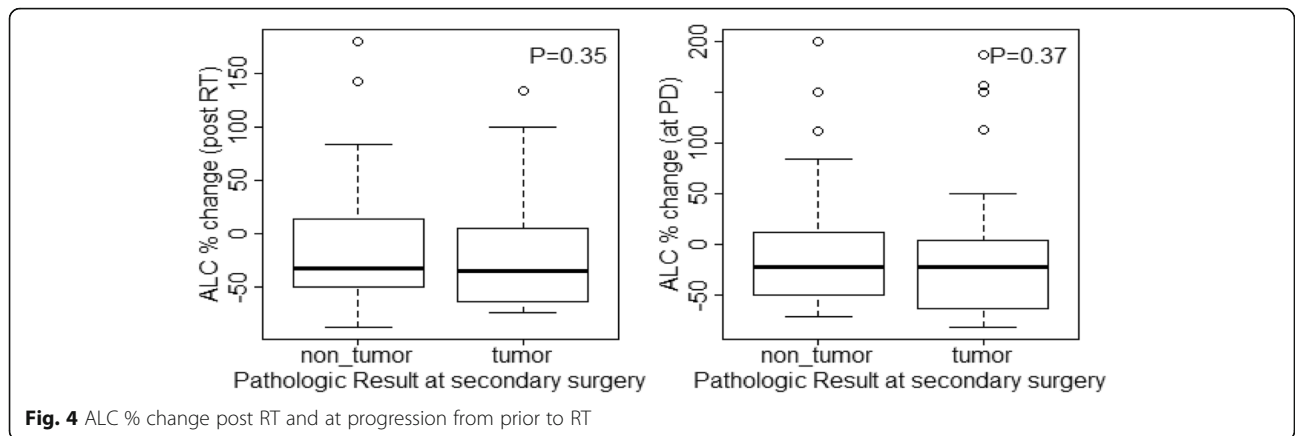 P=0.35
ALC % change (post RT)
150
100
50
0
-50
non_tumor tumor
Pathologic Result at secondary surgery
P=0.37
ALC % change (at PD)
200
100
50
0
-50
non_tumor tumor
Pathologic Result at secondary surgery
Fig. 4 ALC % change post RT and at progression from prior to RT